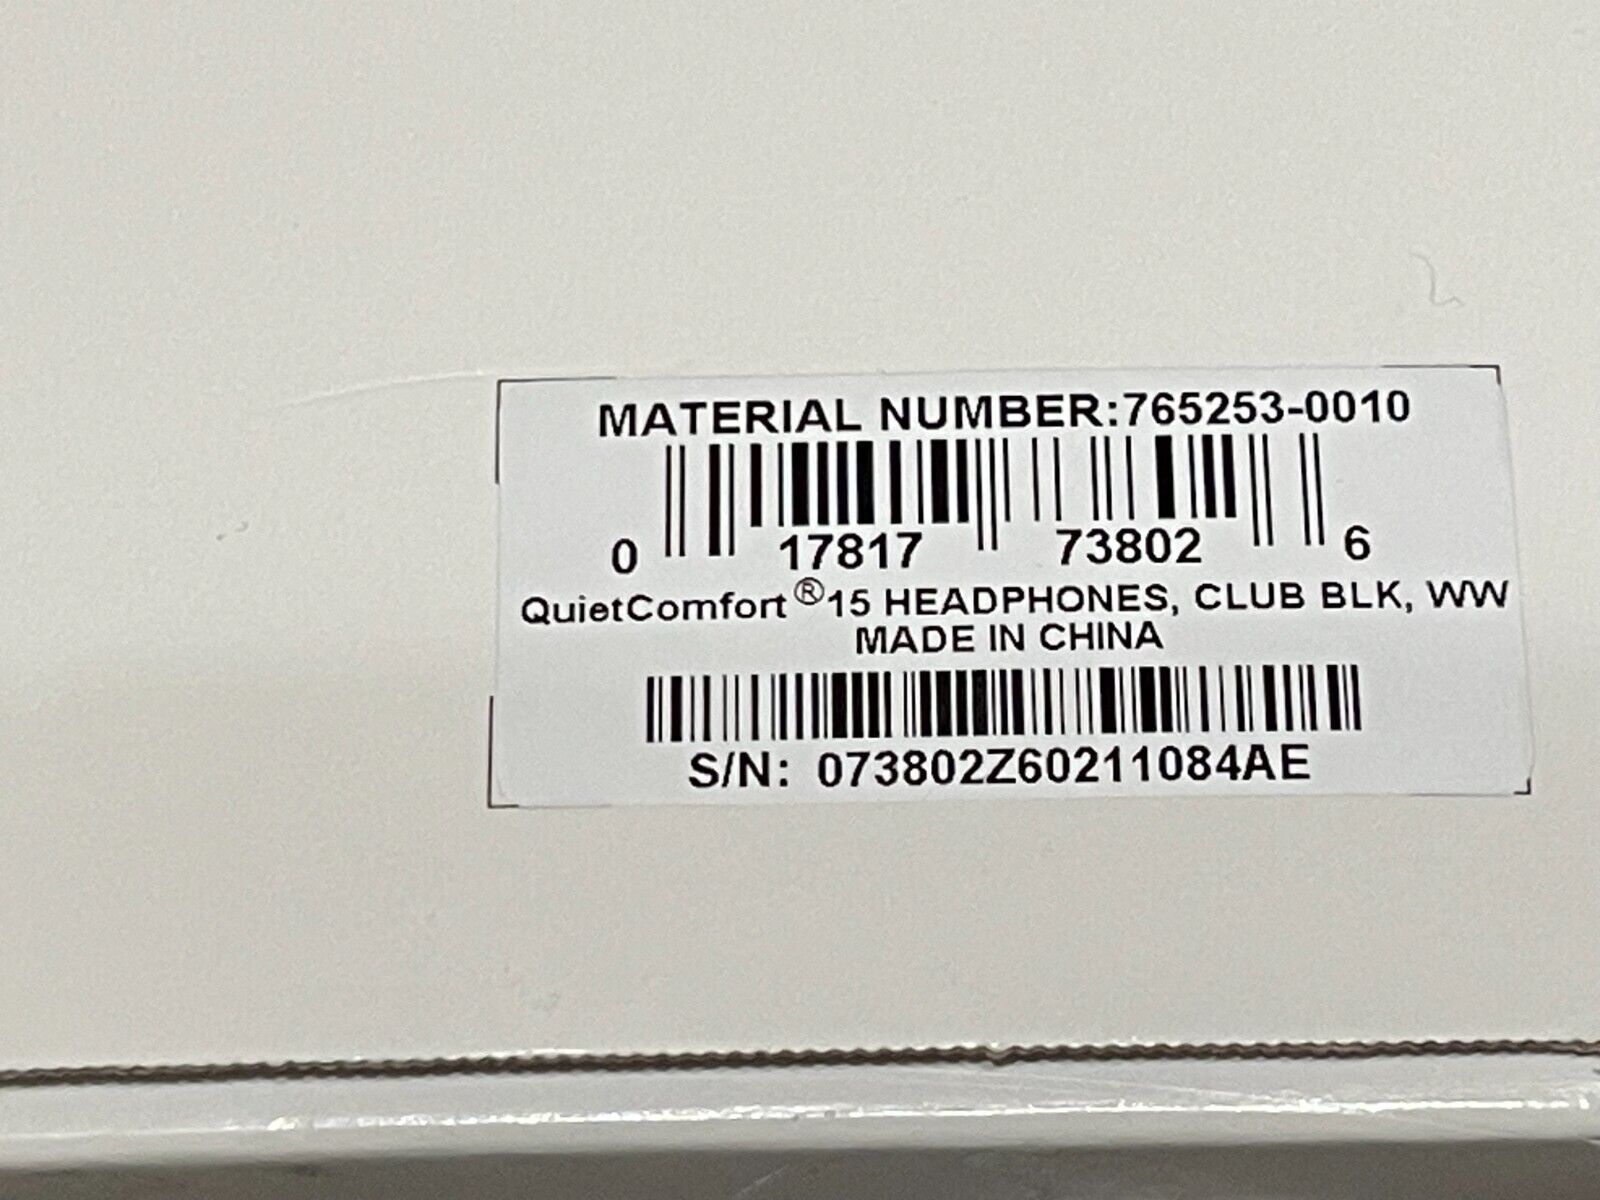 MATERIAL NUMBER:765253-0010
0 17817 73802 6
QuietComfort®15 HEADPHONES, CLUB BLK, WW
MADE IN CHINA
S/N: 073802Z60211084AE